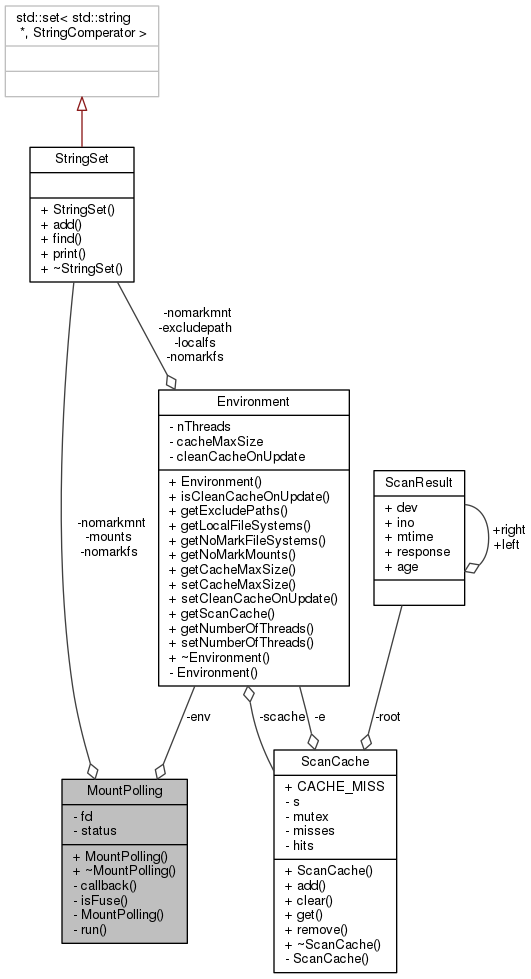 std::set< std::string
*, StringComperator >
StringSet
+ StringSet()
+ add()
+ find()
+ print()
+ ~StringSet()
-nomarkmnt
-excludepath
-localfs
-nomarkfs
Environment
- nThreads
- cacheMaxSize
- cleanCacheOnUpdate
+ Environment()
+ isCleanCacheOnUpdate()
+ getExcludePaths()
+ getLocalFileSystems()
+ getNoMarkFileSystems()
+ getNoMarkMounts()
+ getCacheMaxSize()
+ setCacheMaxSize()
+ setCleanCacheOnUpdate()
+ getScanCache()
+ getNumberOfThreads()
+ setNumberOfThreads()
+ ~Environment()
- Environment()
ScanResult
+ dev
+ ino
+ mtime
+ response
+ age
+right
+left
-nomarkmnt
-mounts
-nomarkfs
-env
-scache
-e
-root
MountPolling
- fd
- status
+ MountPolling()
+ ~MountPolling()
- callback()
- isFuse()
- MountPolling()
- run()
ScanCache
+ CACHE_MISS
- s
- mutex
- misses
- hits
+ ScanCache()
+ add()
+ clear()
+ get()
+ remove()
+ ~ScanCache()
- ScanCache()